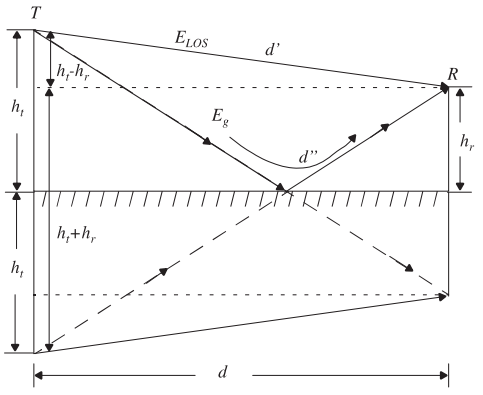 T
E_LOS
d'
h_t-h_r
R
h_t
E_g
d"
h_r
h_t+h_r
h_t
d